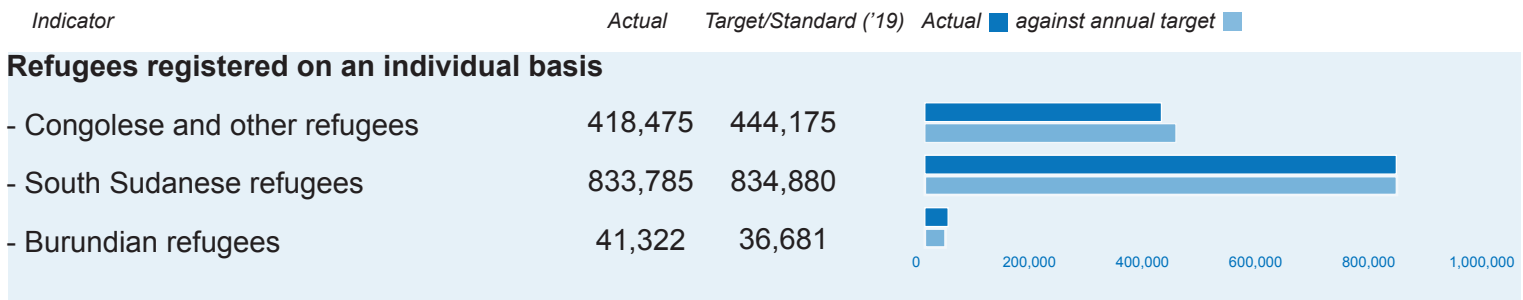 Indicator Actual Target/Standard (’19) Actual against annual target
Refugees registered on an individual basis
- Congolese and other refugees 418,475 444,175
- South Sudanese refugees 833,785 834,880
- Burundian refugees 41,322 36,681
0 200,000 400,000 600,000 800,000 1,000,000